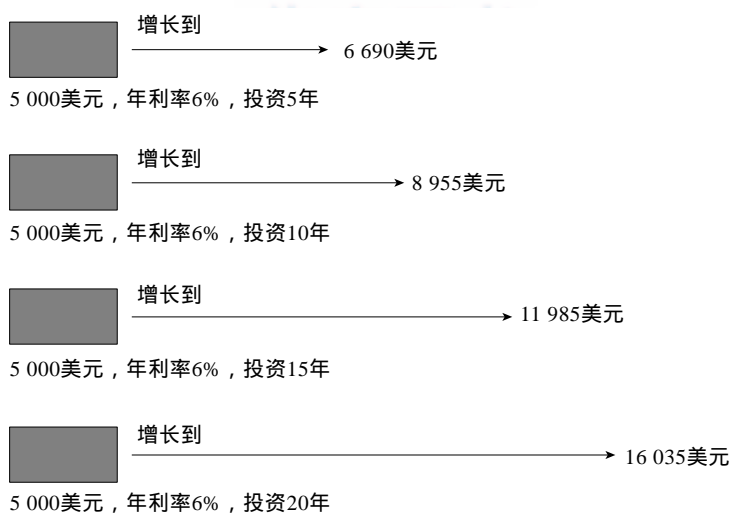 增长到
6 690美元
5 000美元，年利率6%，投资5年
增长到
8 955美元
5 000美元，年利率6%，投资10年
增长到
11 985美元
5 000美元，年利率6%，投资15年
增长到
16 035美元
5 000美元，年利率6%，投资20年